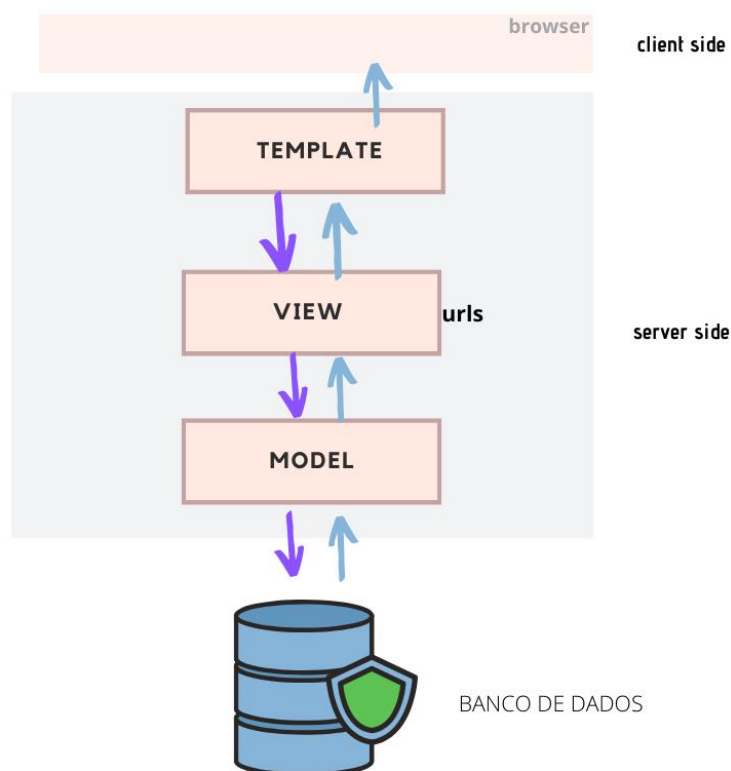 browser
client side
TEMPLATE
VIEW
urls
server side
MODEL
BANCO DE DADOS